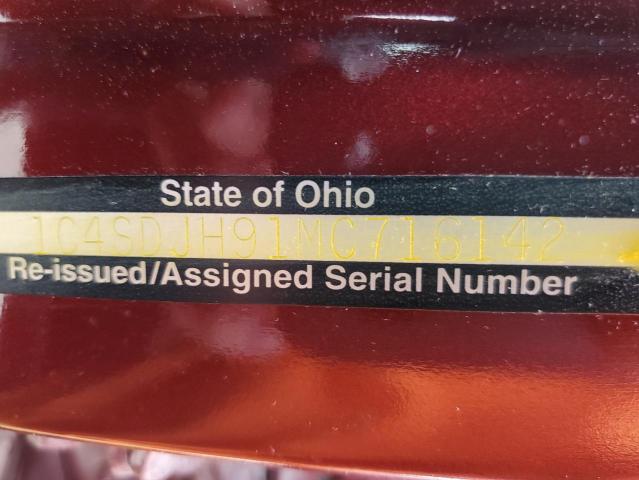 State of Ohio
1C4SDJH91MC716142
Re-issued/Assigned Serial Number